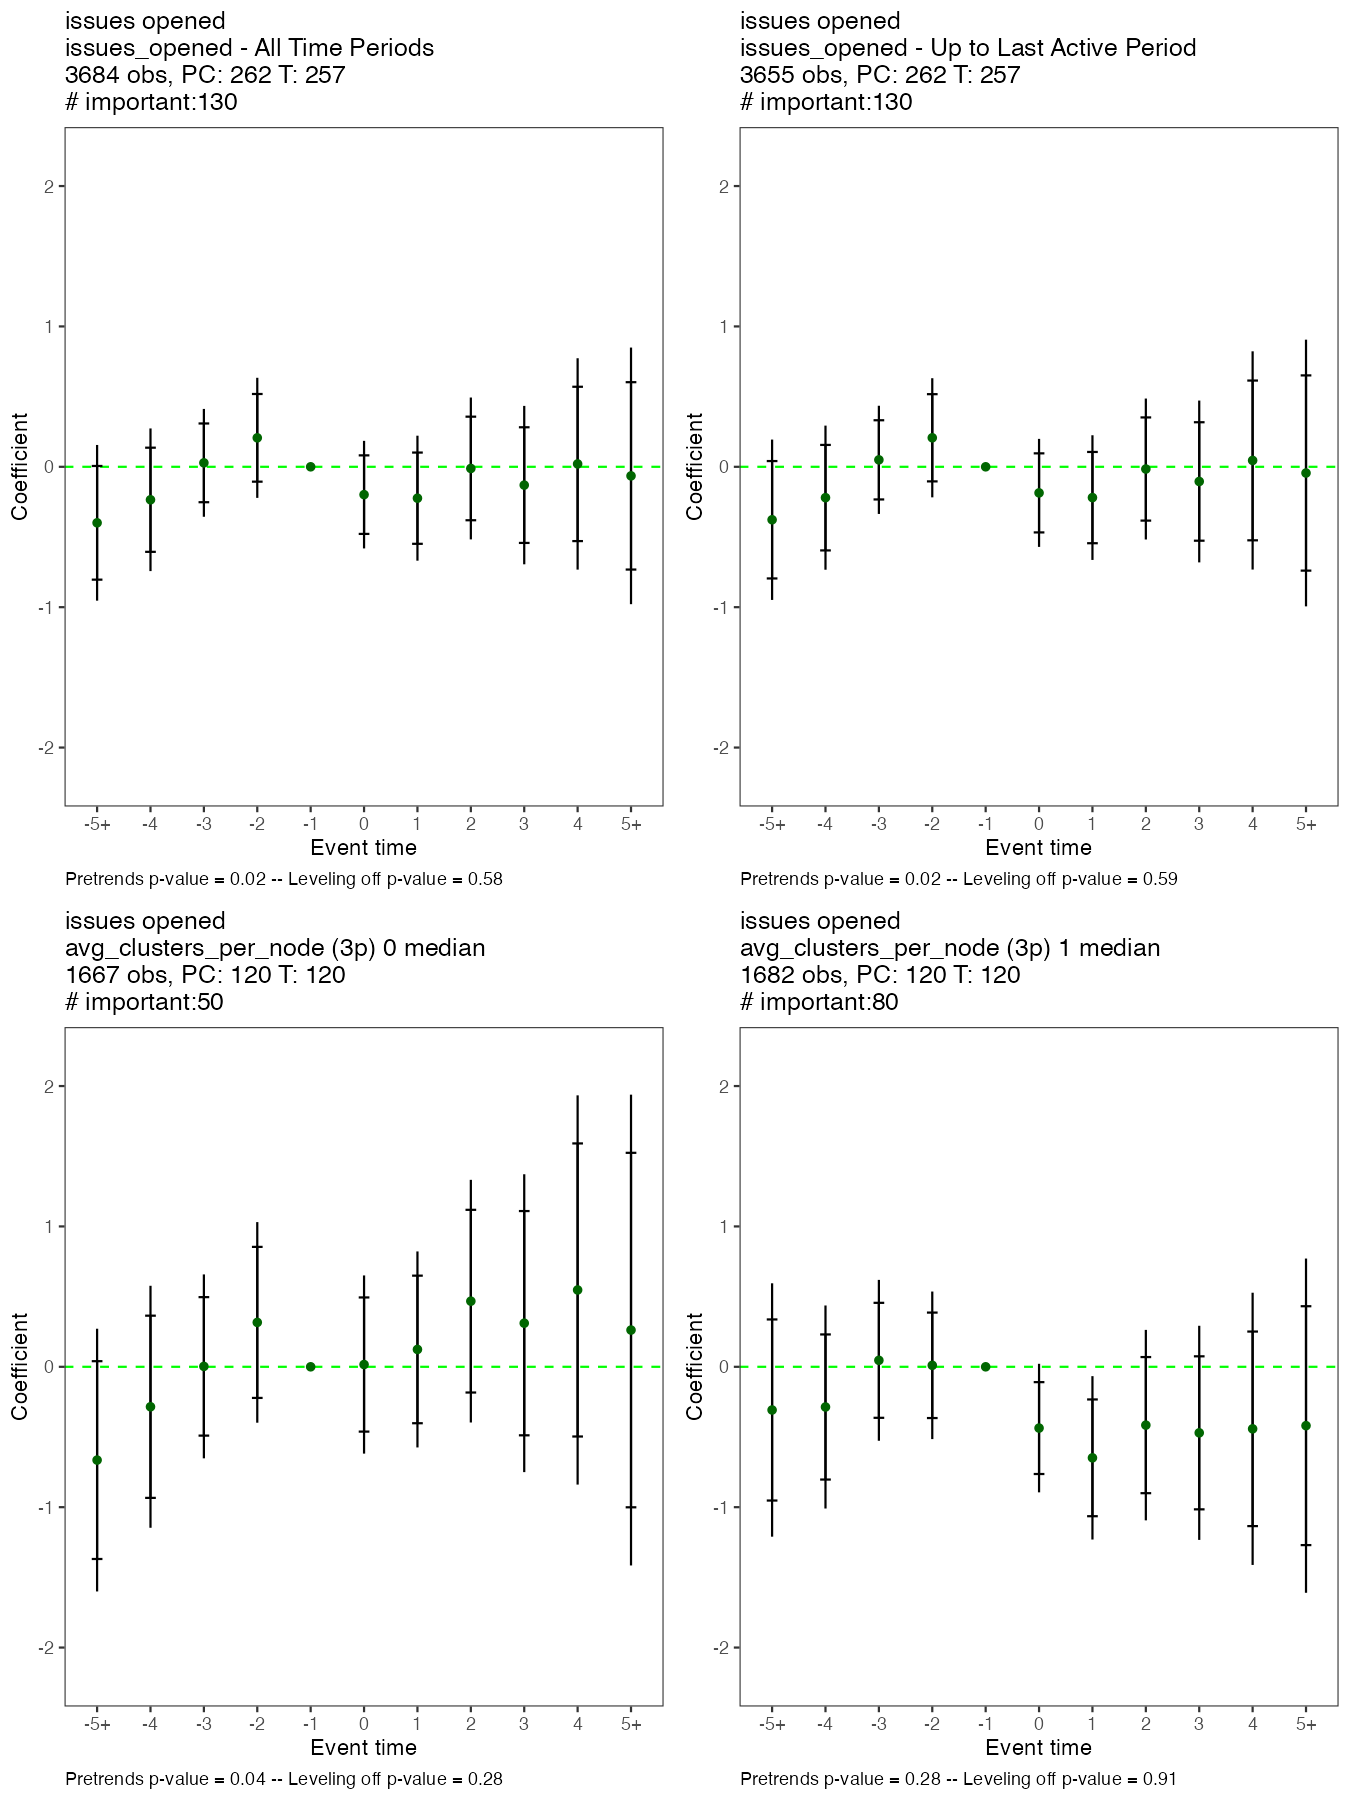 issues opened
issues_opened - All Time Periods
3684 obs, PC: 262 T: 257
# important:130
2
1
0
-1
-2
Coefficient
-5+ -4 -3 -2 -1 0 1 2 3 4 5+
Event time
Pretrends p-value = 0.02 -- Leveling off p-value = 0.58
issues opened
issues_opened - Up to Last Active Period
3655 obs, PC: 262 T: 257
# important:130
2
1
0
-1
-2
Coefficient
-5+ -4 -3 -2 -1 0 1 2 3 4 5+
Event time
Pretrends p-value = 0.02 -- Leveling off p-value = 0.59
issues opened
avg_clusters_per_node (3p) 0 median
1667 obs, PC: 120 T: 120
# important:50
2
1
0
-1
-2
Coefficient
-5+ -4 -3 -2 -1 0 1 2 3 4 5+
Event time
Pretrends p-value = 0.04 -- Leveling off p-value = 0.28
issues opened
avg_clusters_per_node (3p) 1 median
1682 obs, PC: 120 T: 120
# important:80
2
1
0
-1
-2
Coefficient
-5+ -4 -3 -2 -1 0 1 2 3 4 5+
Event time
Pretrends p-value = 0.28 -- Leveling off p-value = 0.91